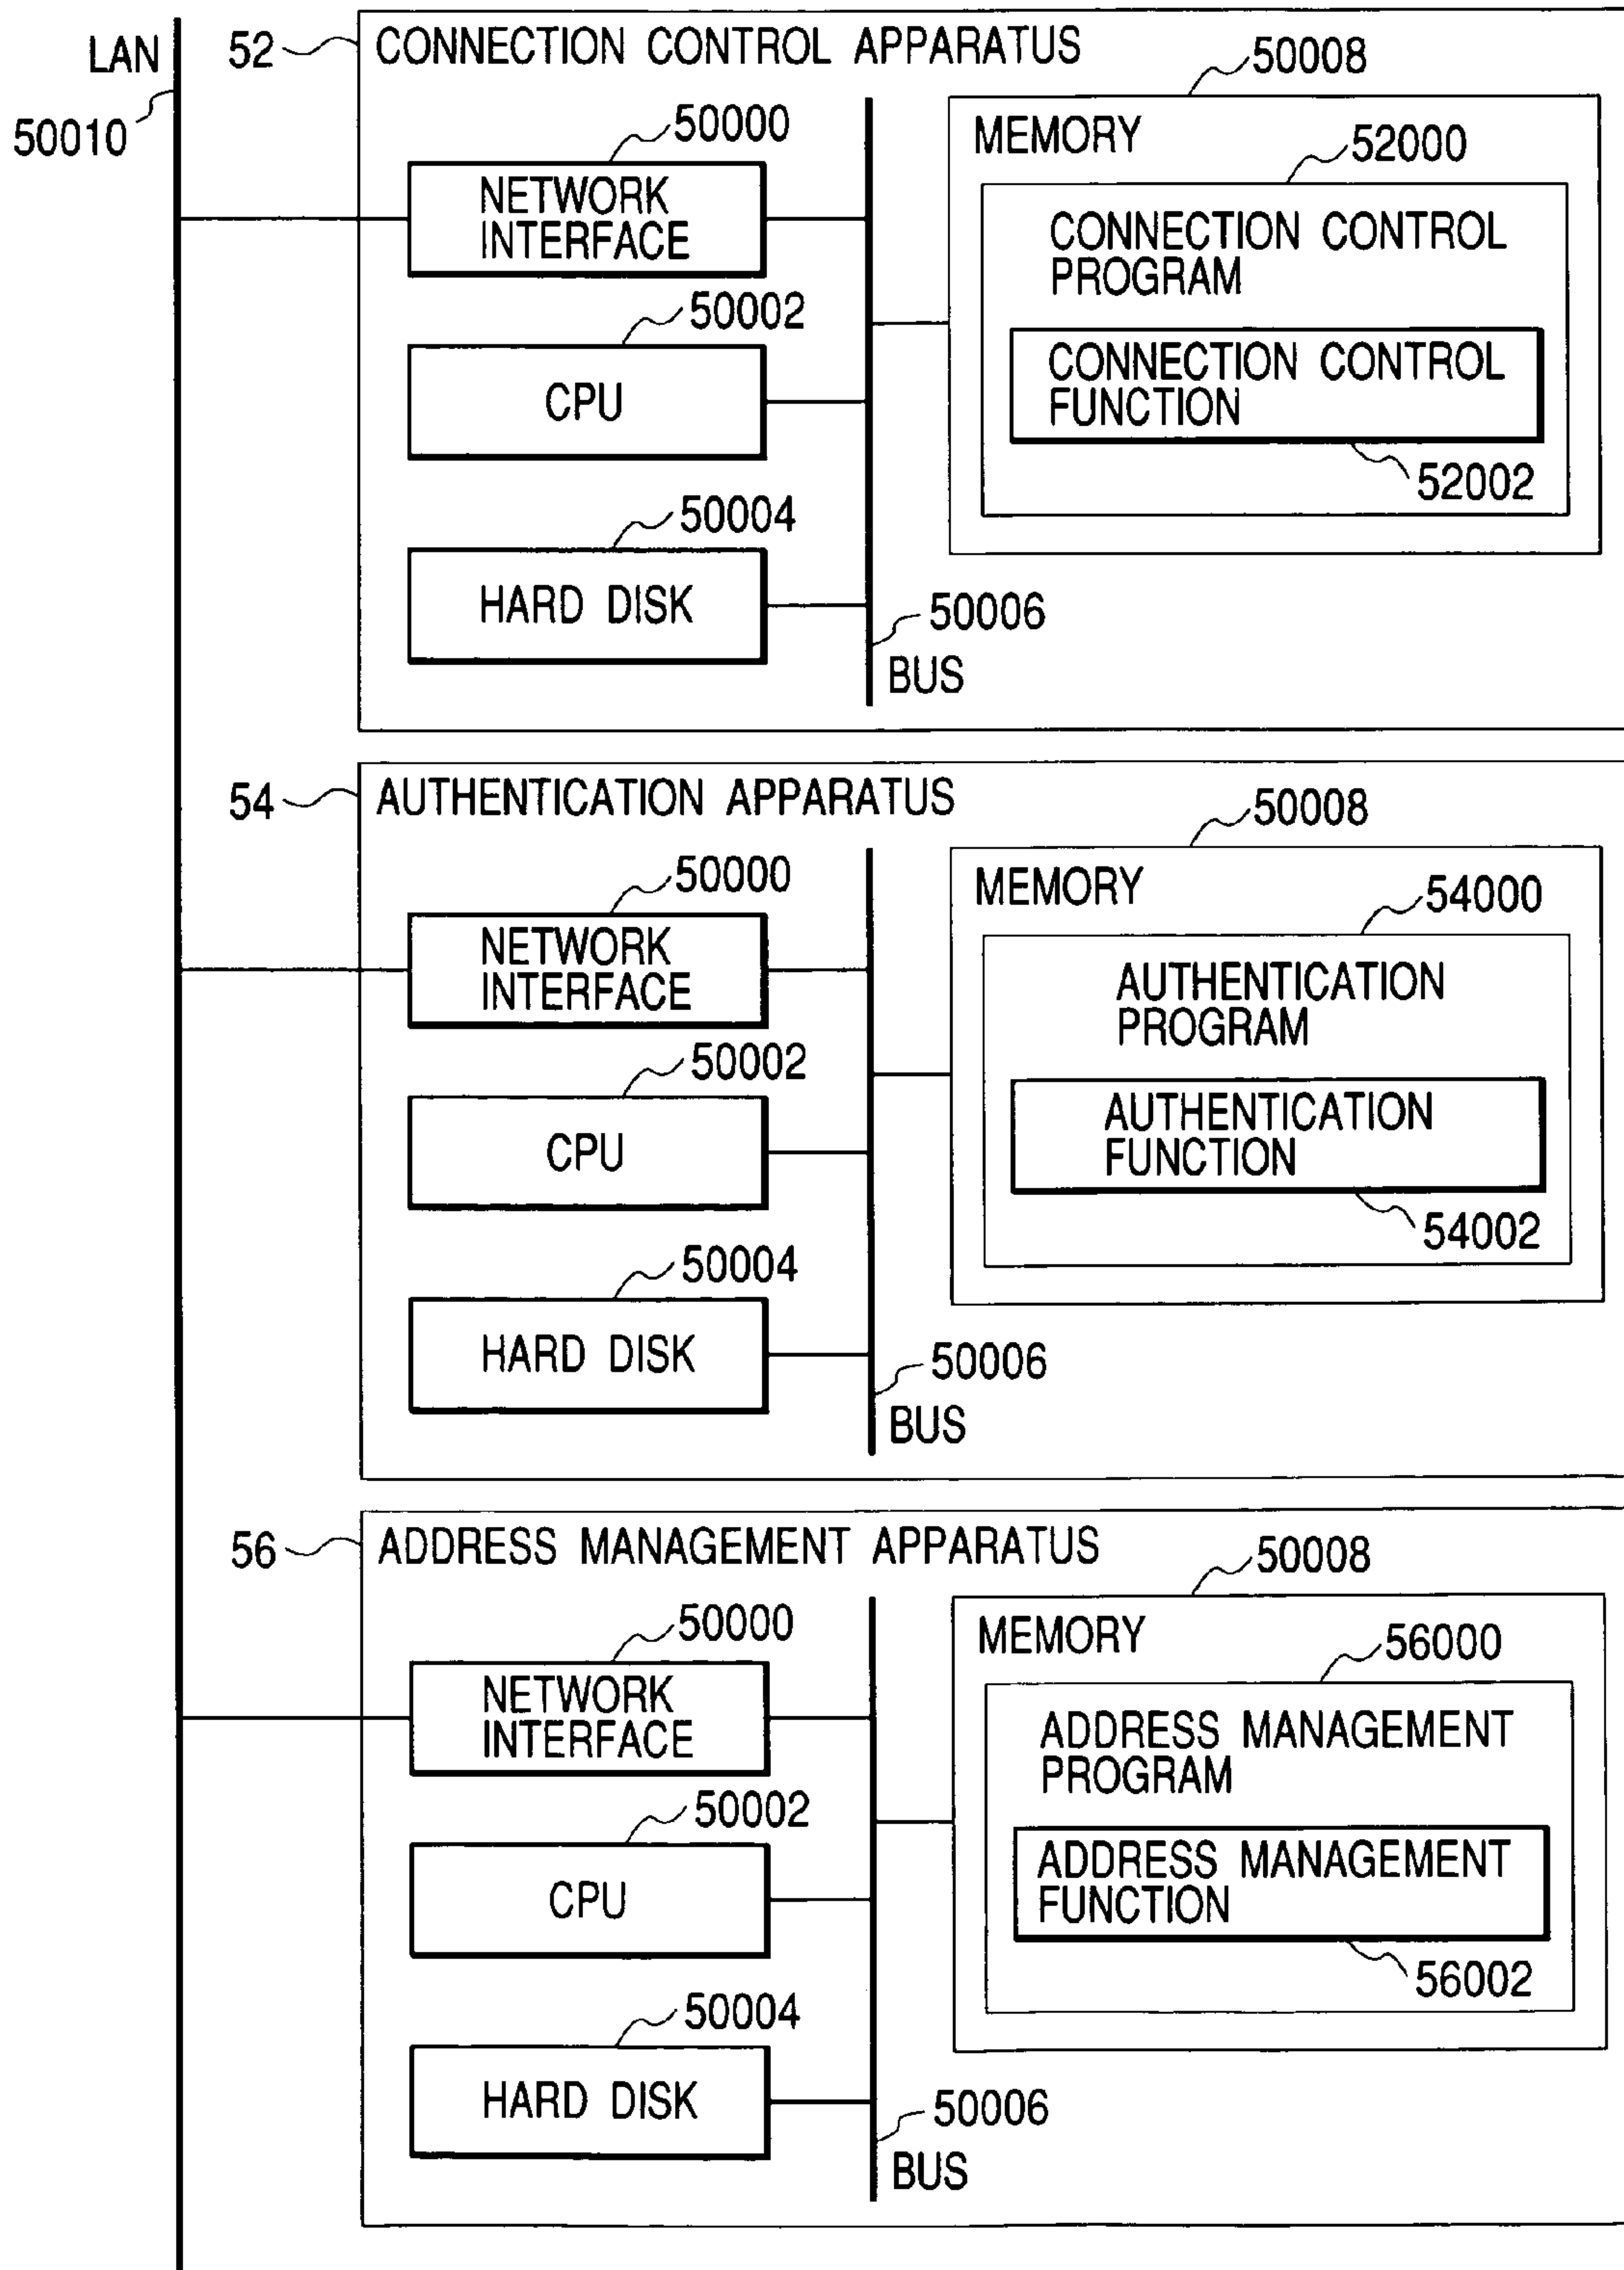 LAN
50010
52
CONNECTION CONTROL APPARATUS
50008
50000
MEMORY
52000
NETWORK
INTERFACE
CONNECTION CONTROL
PROGRAM
50002
CPU
CONNECTION CONTROL
FUNCTION
52002
50004
HARD DISK
50006
BUS
54
AUTHENTICATION APPARATUS
50008
50000
MEMORY
54000
NETWORK
INTERFACE
AUTHENTICATION
PROGRAM
50002
CPU
AUTHENTICATION
FUNCTION
54002
50004
HARD DISK
50006
BUS
56
ADDRESS MANAGEMENT APPARATUS
50008
50000
MEMORY
56000
NETWORK
INTERFACE
ADDRESS MANAGEMENT
PROGRAM
50002
CPU
ADDRESS MANAGEMENT
FUNCTION
56002
50004
HARD DISK
50006
BUS